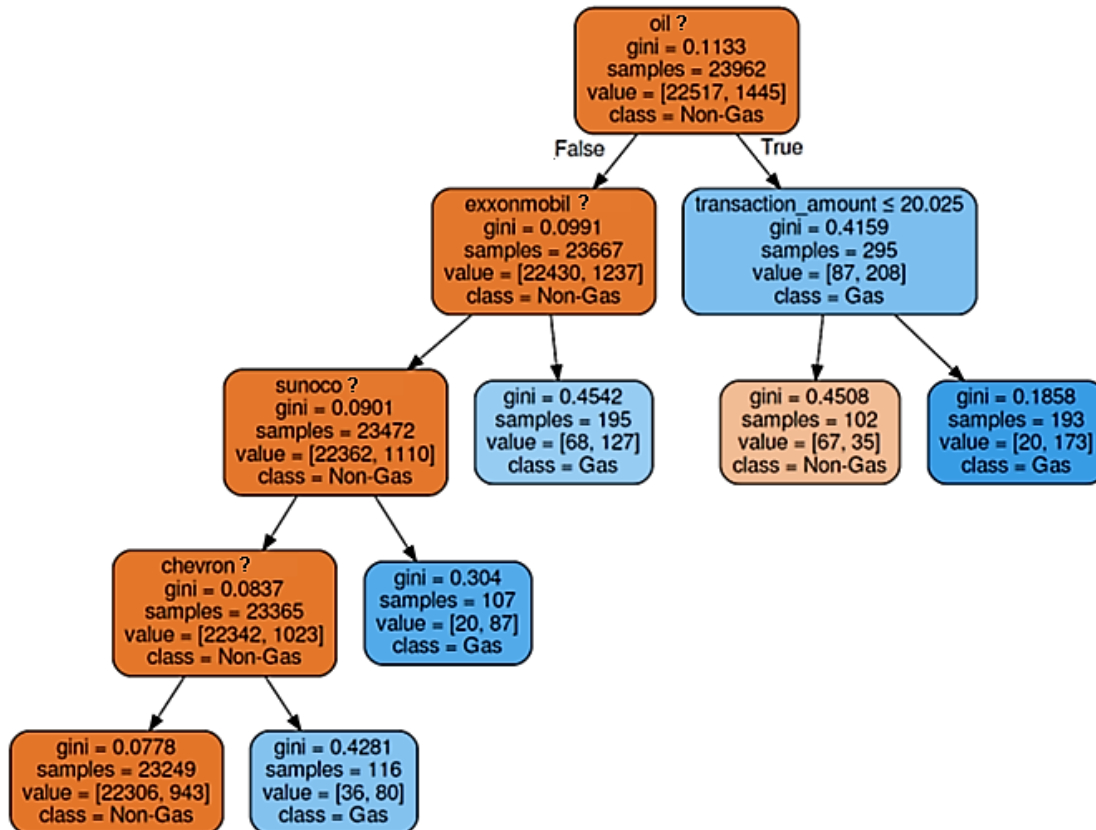 oil ?
gini = 0.1133
samples = 23962
value = [22517, 1445]
class = Non-Gas
False
True
exxonmobil ?
gini = 0.0991
samples = 23667
value = [22430, 1237]
class = Non-Gas
transaction_amount ≤ 20.025
gini = 0.4159
samples = 295
value = [87, 208]
class = Gas
sunoco ?
gini = 0.0901
samples = 23472
value = [22362, 1110]
class = Non-Gas
gini = 0.4542
samples = 195
value = [68, 127]
class = Gas
gini = 0.4508
samples = 102
value = [67, 35]
class = Non-Gas
gini = 0.1858
samples = 193
value = [20, 173]
class = Gas
chevron ?
gini = 0.0837
samples = 23365
value = [22342, 1023]
class = Non-Gas
gini = 0.304
samples = 107
value = [20, 87]
class = Gas
gini = 0.0778
samples = 23249
value = [22306, 943]
class = Non-Gas
gini = 0.4281
samples = 116
value = [36, 80]
class = Gas